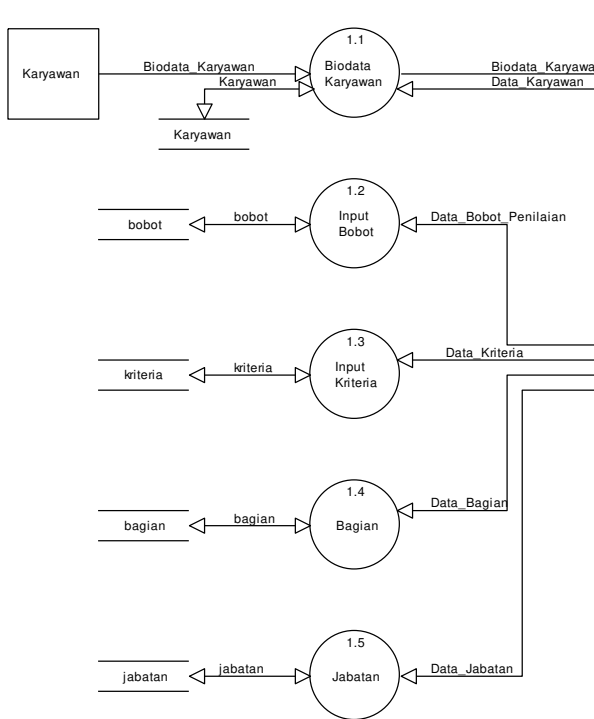 1.1
Karyawan
Biodata_Karyawan
Biodata
Karyawan
Biodata_Karyawa
Karyawan
Data_Karyawan
Karyawan
1.2
bobot
bobot
Input
Bobot
Data_Bobot_Penilaian
1.3
kriteria
kriteria
Input
Kriteria
Data_Kriteria
1.4
bagian
bagian
Bagian
Data_Bagian
1.5
jabatan
jabatan
Jabatan
Data_Jabatan